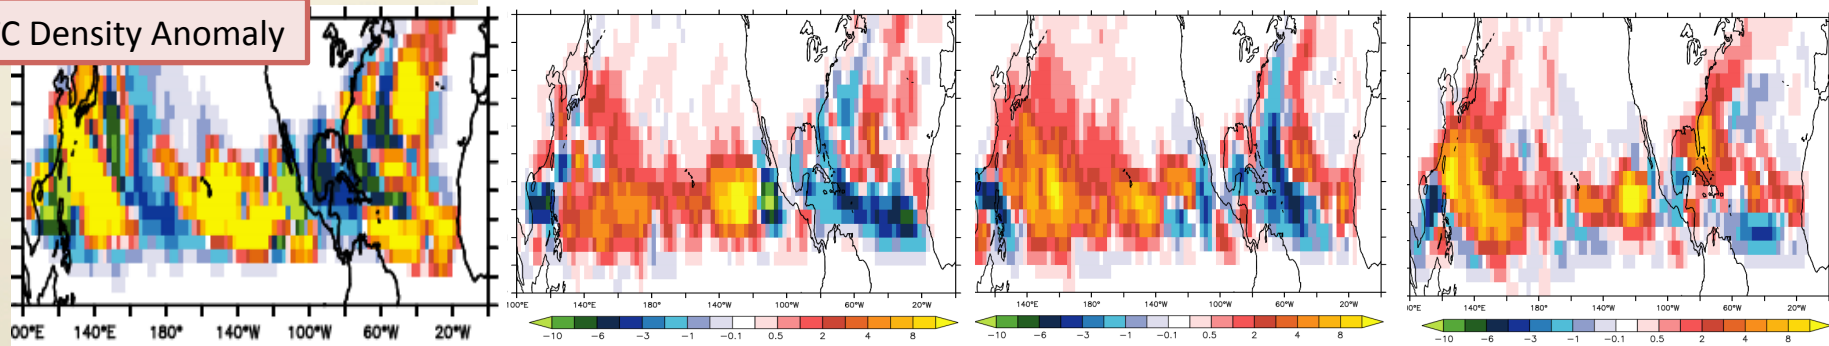 C Density Anomaly
00°E 140°E 180° 140°W 100°W 60°W 20°W
100°E 140°E 180° 140°W 100°W 60°W 20°W
-10 -6 -3 -1 -0.1 0.5 2 4 8
140°E 180° 140°W 100°W 60°W 20°W
-10 -6 -3 -1 -0.1 0.5 2 4 8
0°E 140°E 180° 140°W 100°W 60°W 20°W
-10 -6 -3 -1 -0.1 0.5 2 4 8